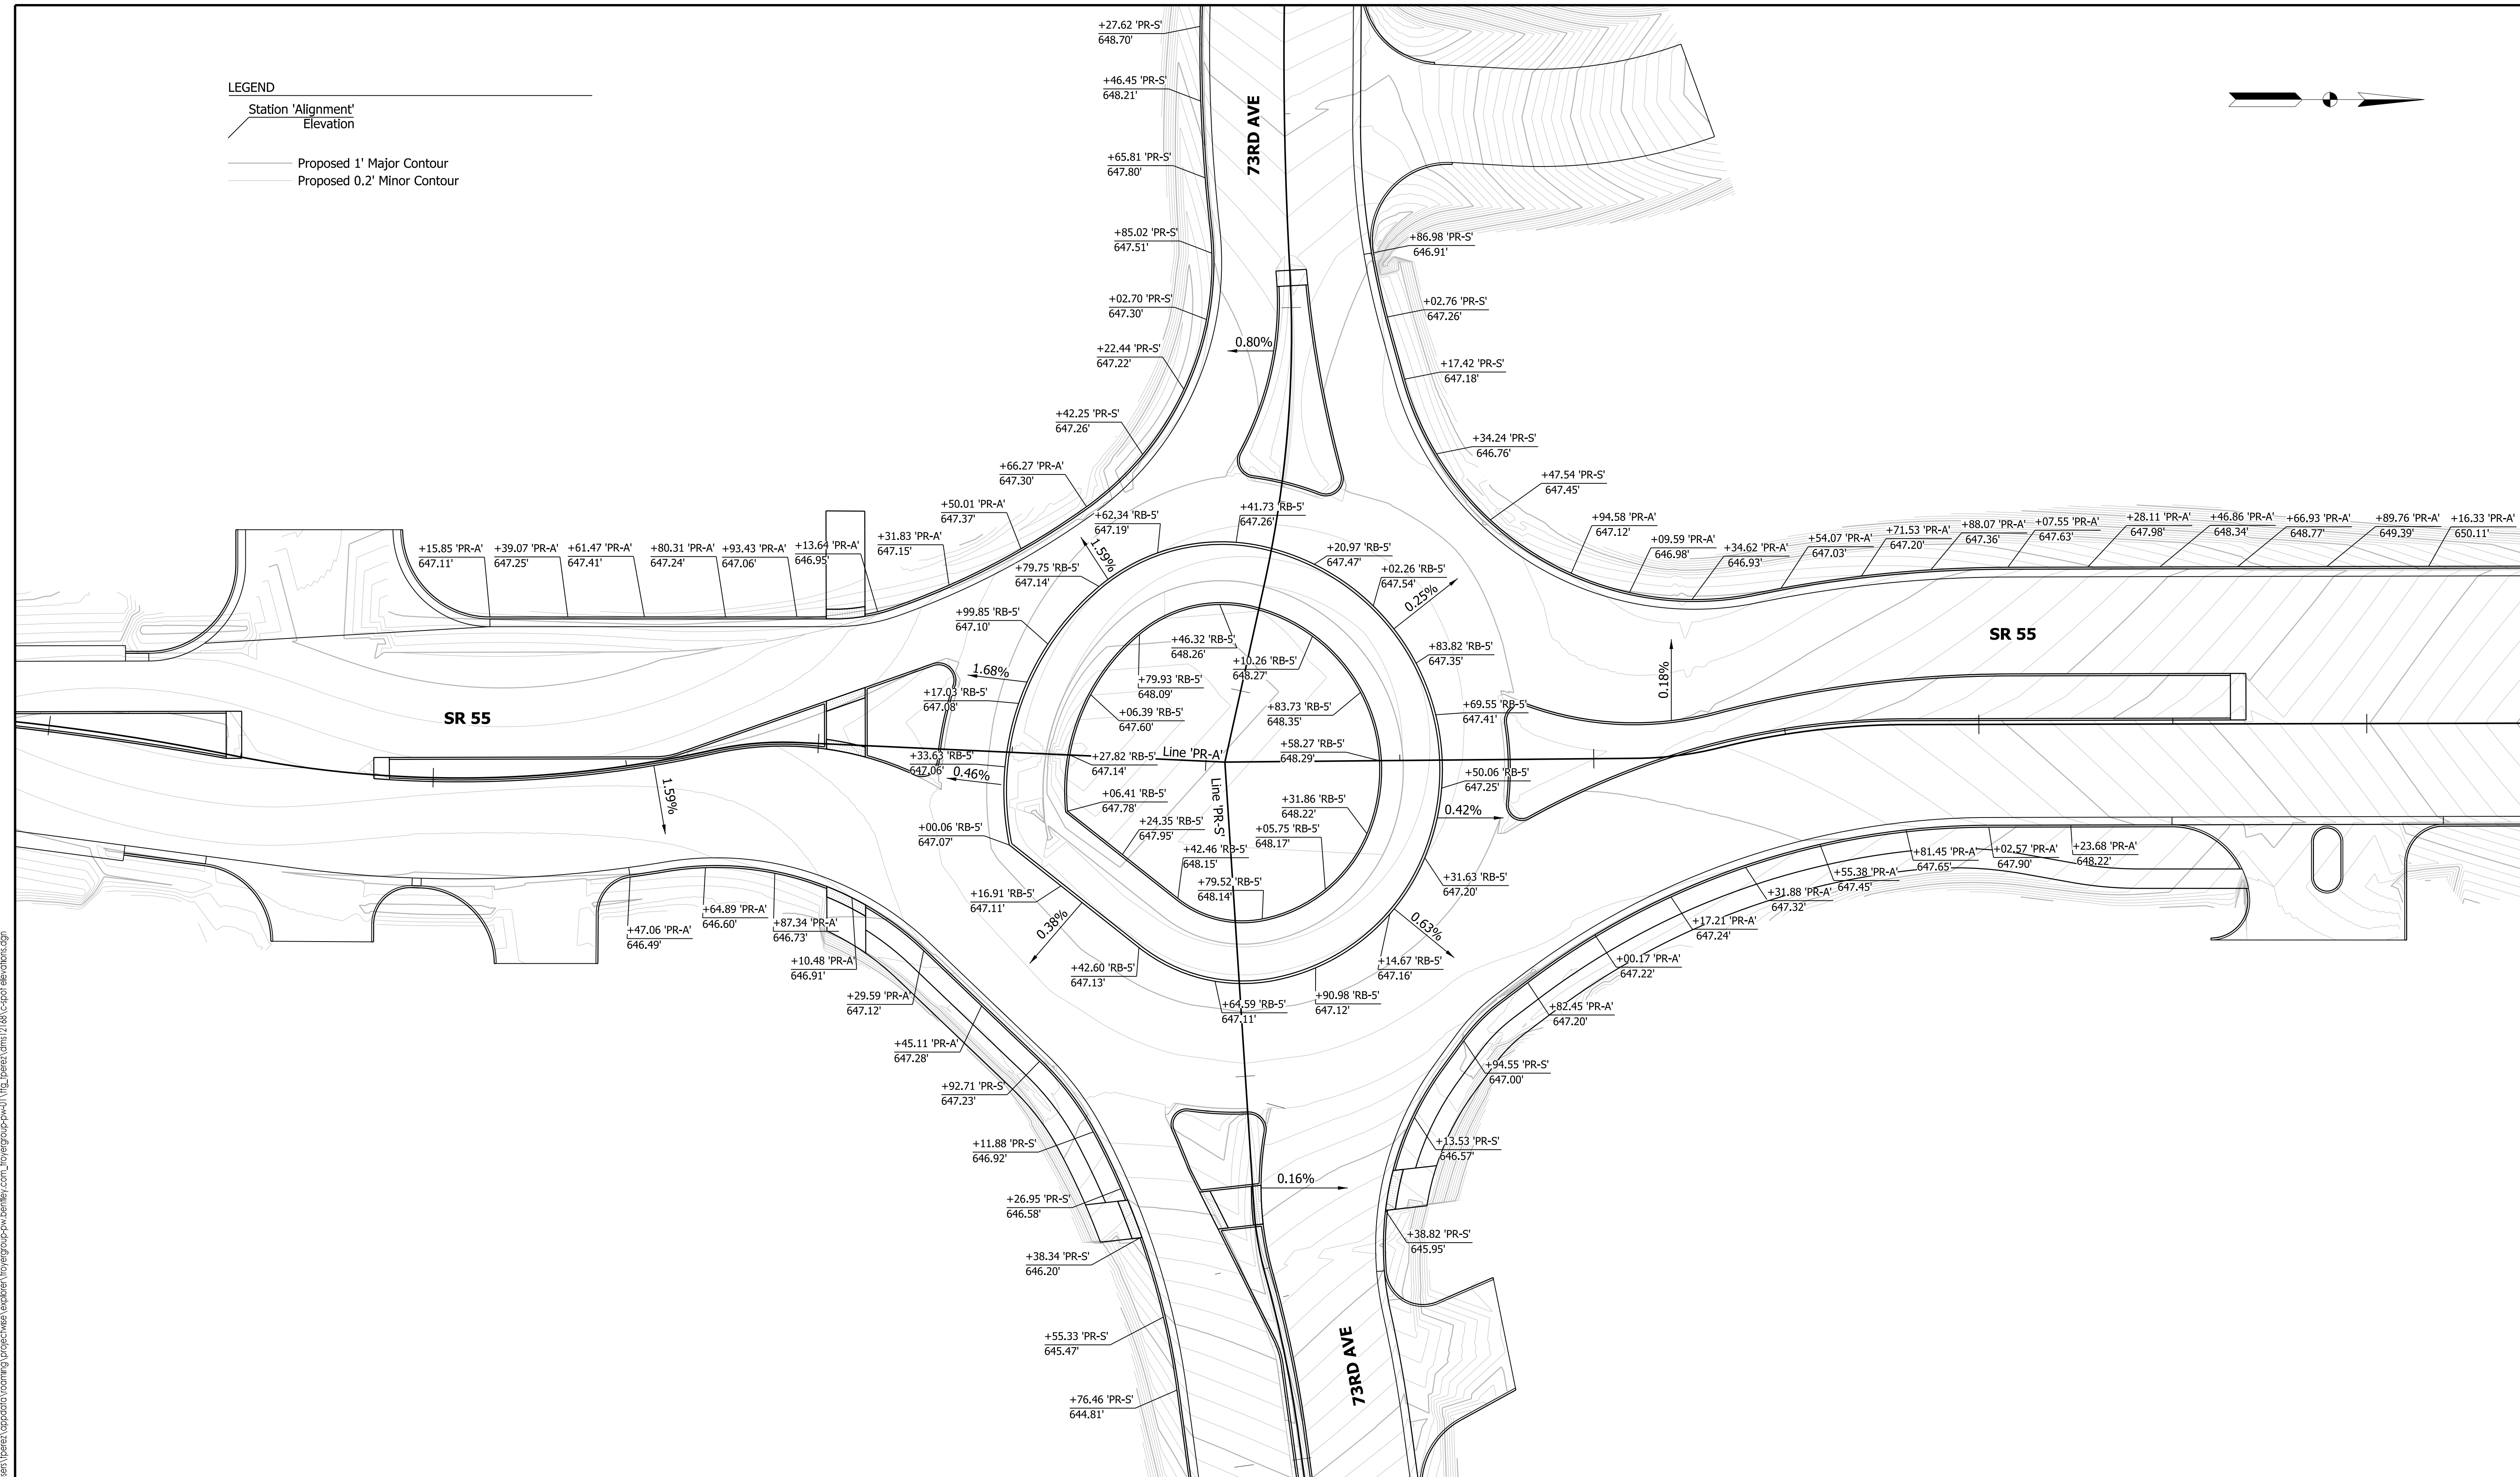 LEGEND
Station 'Alignment'
Elevation
Proposed 1' Major Contour
Proposed 0.2' Minor Contour
+27.62 'PR-S'
648.70'
+46.45 'PR-S'
648.21'
+65.81 'PR-S'
647.80'
+85.02 'PR-S'
647.51'
+02.70 'PR-S'
647.30'
+22.44 'PR-S'
647.22'
+42.25 'PR-S'
647.26'
+66.27 'PR-A'
647.30'
+50.01 'PR-A'
647.37'
+31.83 'PR-A'
647.15'
+13.64 'PR-A'
646.95'
+93.43 'PR-A'
647.06'
+80.31 'PR-A'
647.24'
+61.47 'PR-A'
647.41'
+39.07 'PR-A'
647.25'
+15.85 'PR-A'
647.11'
73RD AVE
0.80%
+86.98 'PR-S'
646.91'
+02.76 'PR-S'
647.26'
+17.42 'PR-S'
647.18'
+34.24 'PR-S'
646.76'
+47.54 'PR-S'
647.45'
+94.58 'PR-A'
647.12'
+09.59 'PR-A'
646.98'
+34.62 'PR-A'
646.93'
+54.07 'PR-A'
647.03'
+71.53 'PR-A'
647.20'
+88.07 'PR-A'
647.36'
+07.55 'PR-A'
647.63'
+28.11 'PR-A'
647.98'
+46.86 'PR-A'
648.34'
+66.93 'PR-A'
648.77'
+89.76 'PR-A'
649.39'
+16.33 'PR-A'
650.11'
+62.34 'RB-5'
647.19'
+41.73 'RB-5'
647.26'
+20.97 'RB-5'
647.47'
+02.26 'RB-5'
647.54'
1.59%
0.25%
+79.75 'RB-5'
647.14'
+99.85 'RB-5'
647.10'
+83.82 'RB-5'
647.35'
+69.55 'RB-5'
647.41'
+46.32 'RB-5'
648.26'
+10.26 'RB-5'
648.27'
+79.93 'RB-5'
648.09'
+83.73 'RB-5'
648.35'
+06.39 'RB-5'
647.60'
+58.27 'RB-5'
648.29'
+27.82 'RB-5'
647.14'
Line 'PR-A'
Line 'PR-S'
1.68%
+17.03 'RB-5'
647.08'
+33.63 'RB-5'
647.06'
0.46%
SR 55
SR 55
0.18%
1.59%
+50.06 'RB-5'
647.25'
0.42%
+06.41 'RB-5'
647.78'
+24.35 'RB-5'
647.95'
+31.86 'RB-5'
648.22'
+05.75 'RB-5'
648.17'
+42.46 'RB-5'
648.15'
+79.52 'RB-5'
648.14'
+00.06 'RB-5'
647.07'
+16.91 'RB-5'
647.11'
0.38%
+42.60 'RB-5'
647.13'
+64.59 'RB-5'
647.11'
+90.98 'RB-5'
647.12'
+14.67 'RB-5'
647.16'
0.63%
+31.63 'RB-5'
647.20'
+47.06 'PR-A'
646.49'
+64.89 'PR-A'
646.60'
+87.34 'PR-A'
646.73'
+10.48 'PR-A'
646.91'
+29.59 'PR-A'
647.12'
+45.11 'PR-A'
647.28'
+92.71 'PR-S'
647.23'
+11.88 'PR-S'
646.92'
+26.95 'PR-S'
646.58'
+38.34 'PR-S'
646.20'
+55.33 'PR-S'
645.47'
+76.46 'PR-S'
644.81'
+23.68 'PR-A'
648.22'
+02.57 'PR-A'
647.90'
+81.45 'PR-A'
647.65'
+55.38 'PR-A'
647.45'
+31.88 'PR-A'
647.32'
+17.21 'PR-A'
647.24'
+00.17 'PR-A'
647.22'
+82.45 'PR-A'
647.20'
+94.55 'PR-S'
647.00'
+13.53 'PR-S'
646.57'
+38.82 'PR-S'
645.95'
0.16%
73RD AVE